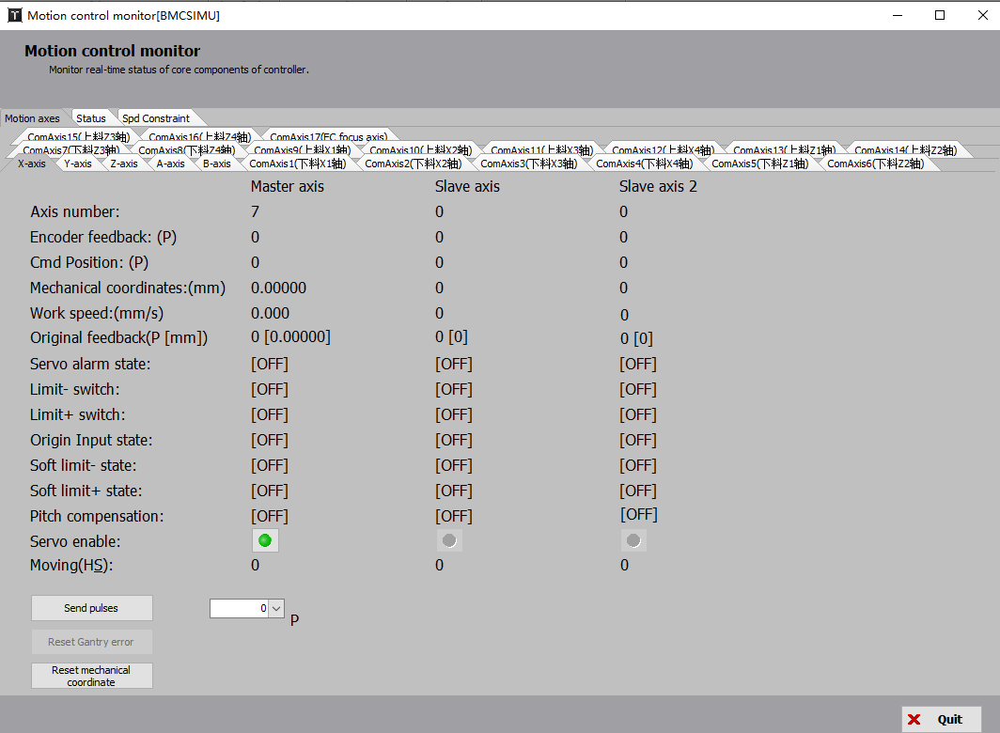 Motion control monitor[BMCSIMU]
Motion control monitor
Monitor real-time status of core components of controller.
Motion axes Status Spd Constraint
ComAxis15(上料Z3轴) ComAxis16(上料Z4轴) ComAxis17(FC focus axis)
ComAxis7(下料Z3轴) ComAxis8(下料Z4轴) ComAxis9(上料X1轴) ComAxis10(上料X2轴) ComAxis11(上料X3轴) ComAxis12(上料X4轴) ComAxis13(上料Z1轴) ComAxis14(上料Z2轴)
X-axis Y-axis Z-axis A-axis B-axis ComAxis1(下料X1轴) ComAxis2(下料X2轴) ComAxis3(下料X3轴) ComAxis4(下料X4轴) ComAxis5(下料Z1轴) ComAxis6(下料Z2轴)
Master axis Slave axis Slave axis 2
Axis number: 7 0 0
Encoder feedback: (P) 0 0 0
Cmd Position: (P) 0 0 0
Mechanical coordinates:(mm) 0.00000 0 0
Work speed:(mm/s) 0.000 0 0
Original feedback(P [mm]) 0 [0.00000] 0 [0] 0 [0]
Servo alarm state: [OFF] [OFF] [OFF]
Limit- switch: [OFF] [OFF] [OFF]
Limit+ switch: [OFF] [OFF] [OFF]
Origin Input state: [OFF] [OFF] [OFF]
Soft limit- state: [OFF] [OFF] [OFF]
Soft limit+ state: [OFF] [OFF] [OFF]
Pitch compensation: [OFF] [OFF] [OFF]
Servo enable:
Moving(HS): 0 0 0
Send pulses 0 P
Reset Gantry error
Reset mechanical
coordinate
Quit